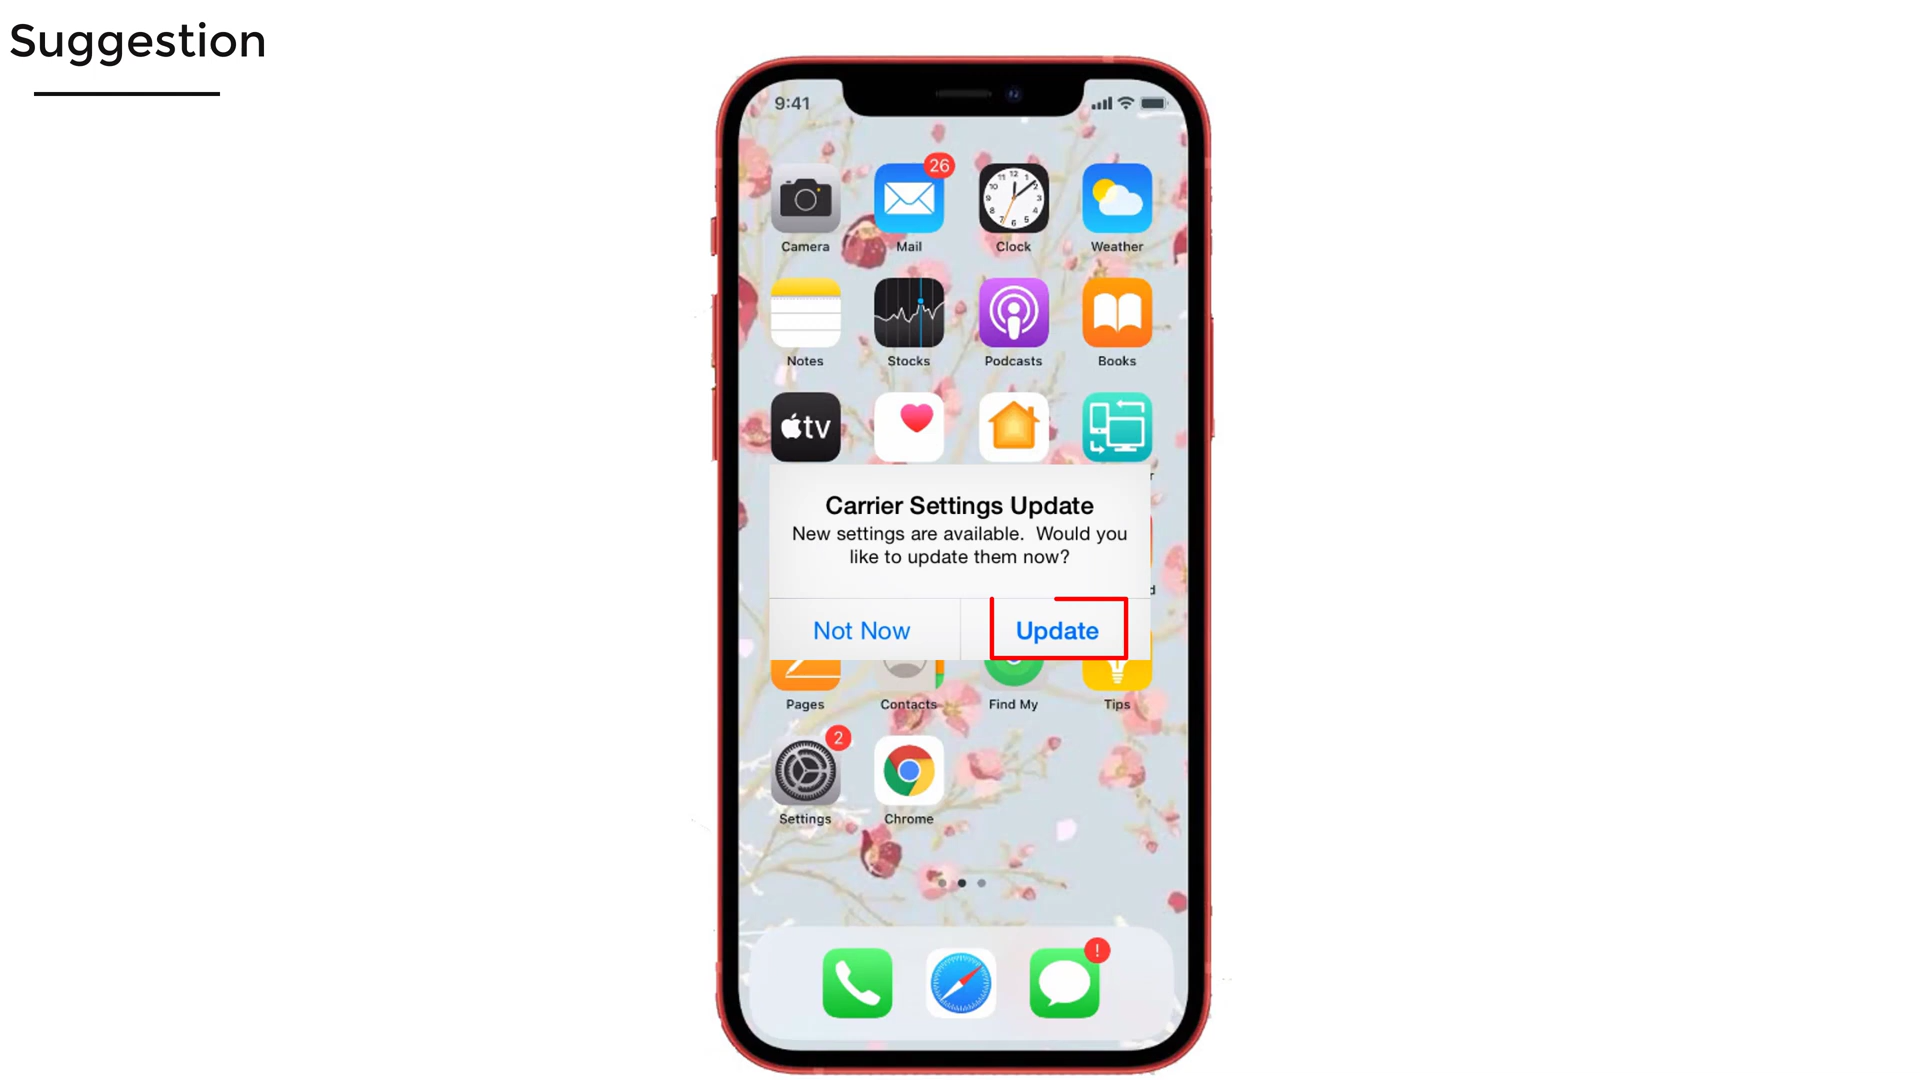 Suggestion
9:41
26
Camera
Mail
Clock
Weather
Notes
Stocks
Podcasts
Books
tv
r
Carrier Settings Update
New settings are available. Would you
like to update them now?
d
Not Now
Update
Pages
Contacts
Find My
Tips
2
Settings
Chrome
!